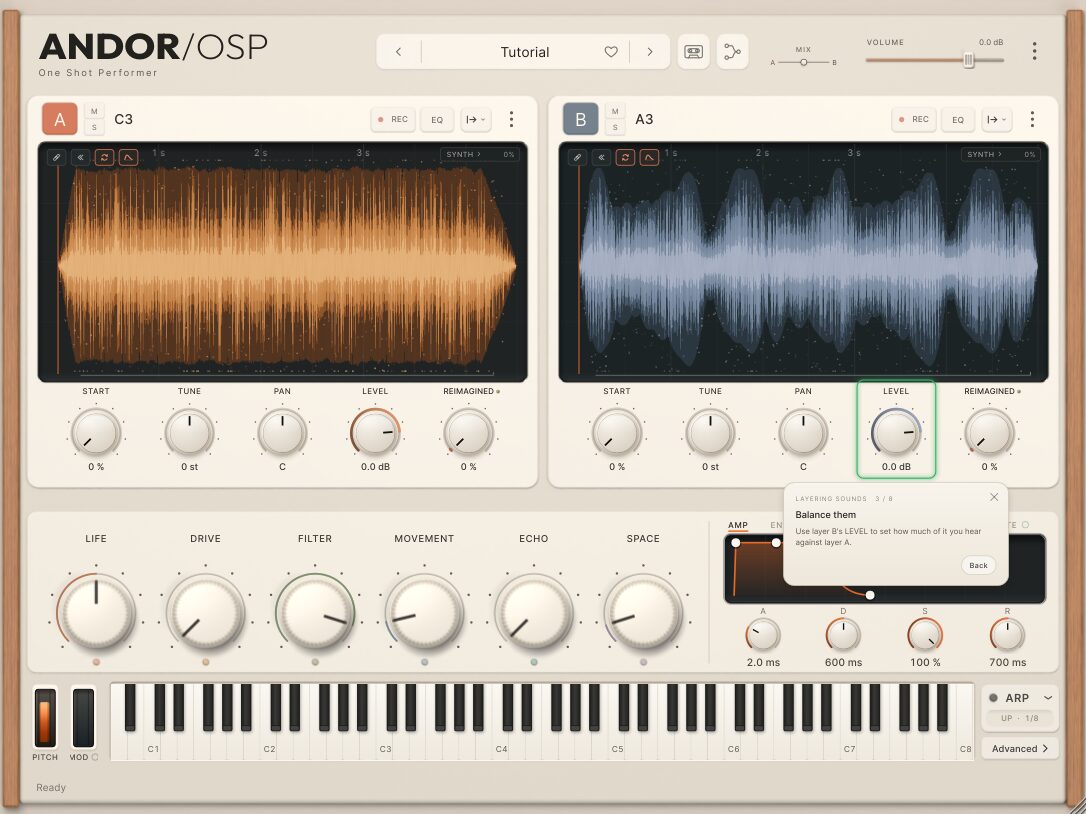 ANDOR/OSP
One Shot Performer
Tutorial
MIX
A B
VOLUME 0.0 dB
A
M
S
C3
REC
EQ
1 s 2 s 3 s
SYNTH 0%
START TUNE PAN LEVEL REIMAGINED
0 % 0 st C 0.0 dB 0 %
B
M
S
A3
REC
EQ
1 s 2 s 3 s
SYNTH 0%
START TUNE PAN LEVEL REIMAGINED
0 % 0 st C 0.0 dB 0 %
LAYERING SOUNDS 3 / 8
Balance them
Use layer B's LEVEL to set how much of it you hear
against layer A.
Back
LIFE DRIVE FILTER MOVEMENT ECHO SPACE
AMP EN
A D S R
2.0 ms 600 ms 100 % 700 ms
PITCH MOD
C1 C2 C3 C4 C5 C6 C7 C8
ARP
UP · 1/8
Advanced
Ready